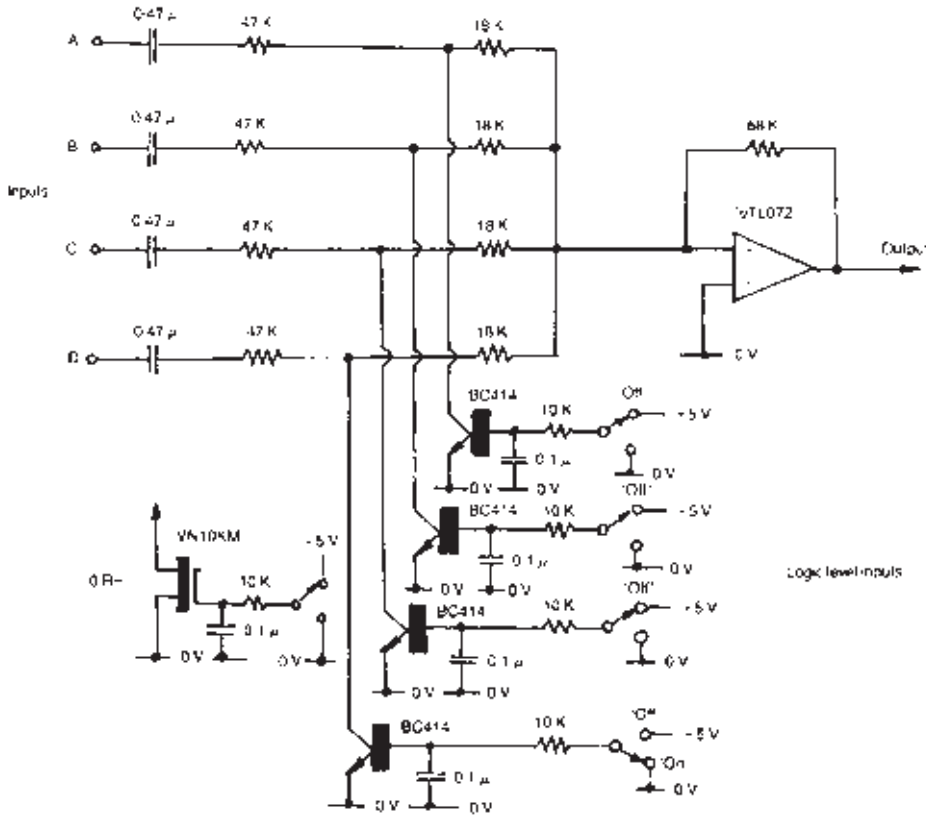 0·47 μ
47 K
18 K
A
0·47 μ
47 K
18 K
68 K
B
Inputs
0·47 μ
47 K
18 K
TL072
C
Output
0·47 μ
47 K
18 K
0 V
D
BC414
10 K
'Off'
+5 V
0·1 μ
0 V
0 V
0 V
BC414
10 K
'Off'
+5 V
VN10KM
+5 V
0·1 μ
0 V
10 K
0 V
0 V
Logic level inputs
BC414
10 K
'Off'
+5 V
0·1 μ
0·1 μ
0 V
0 V
0 V
0 V
0 V
BC414
10 K
'Off'
+5 V
'On'
0·1 μ
0 V
0 V
0 V